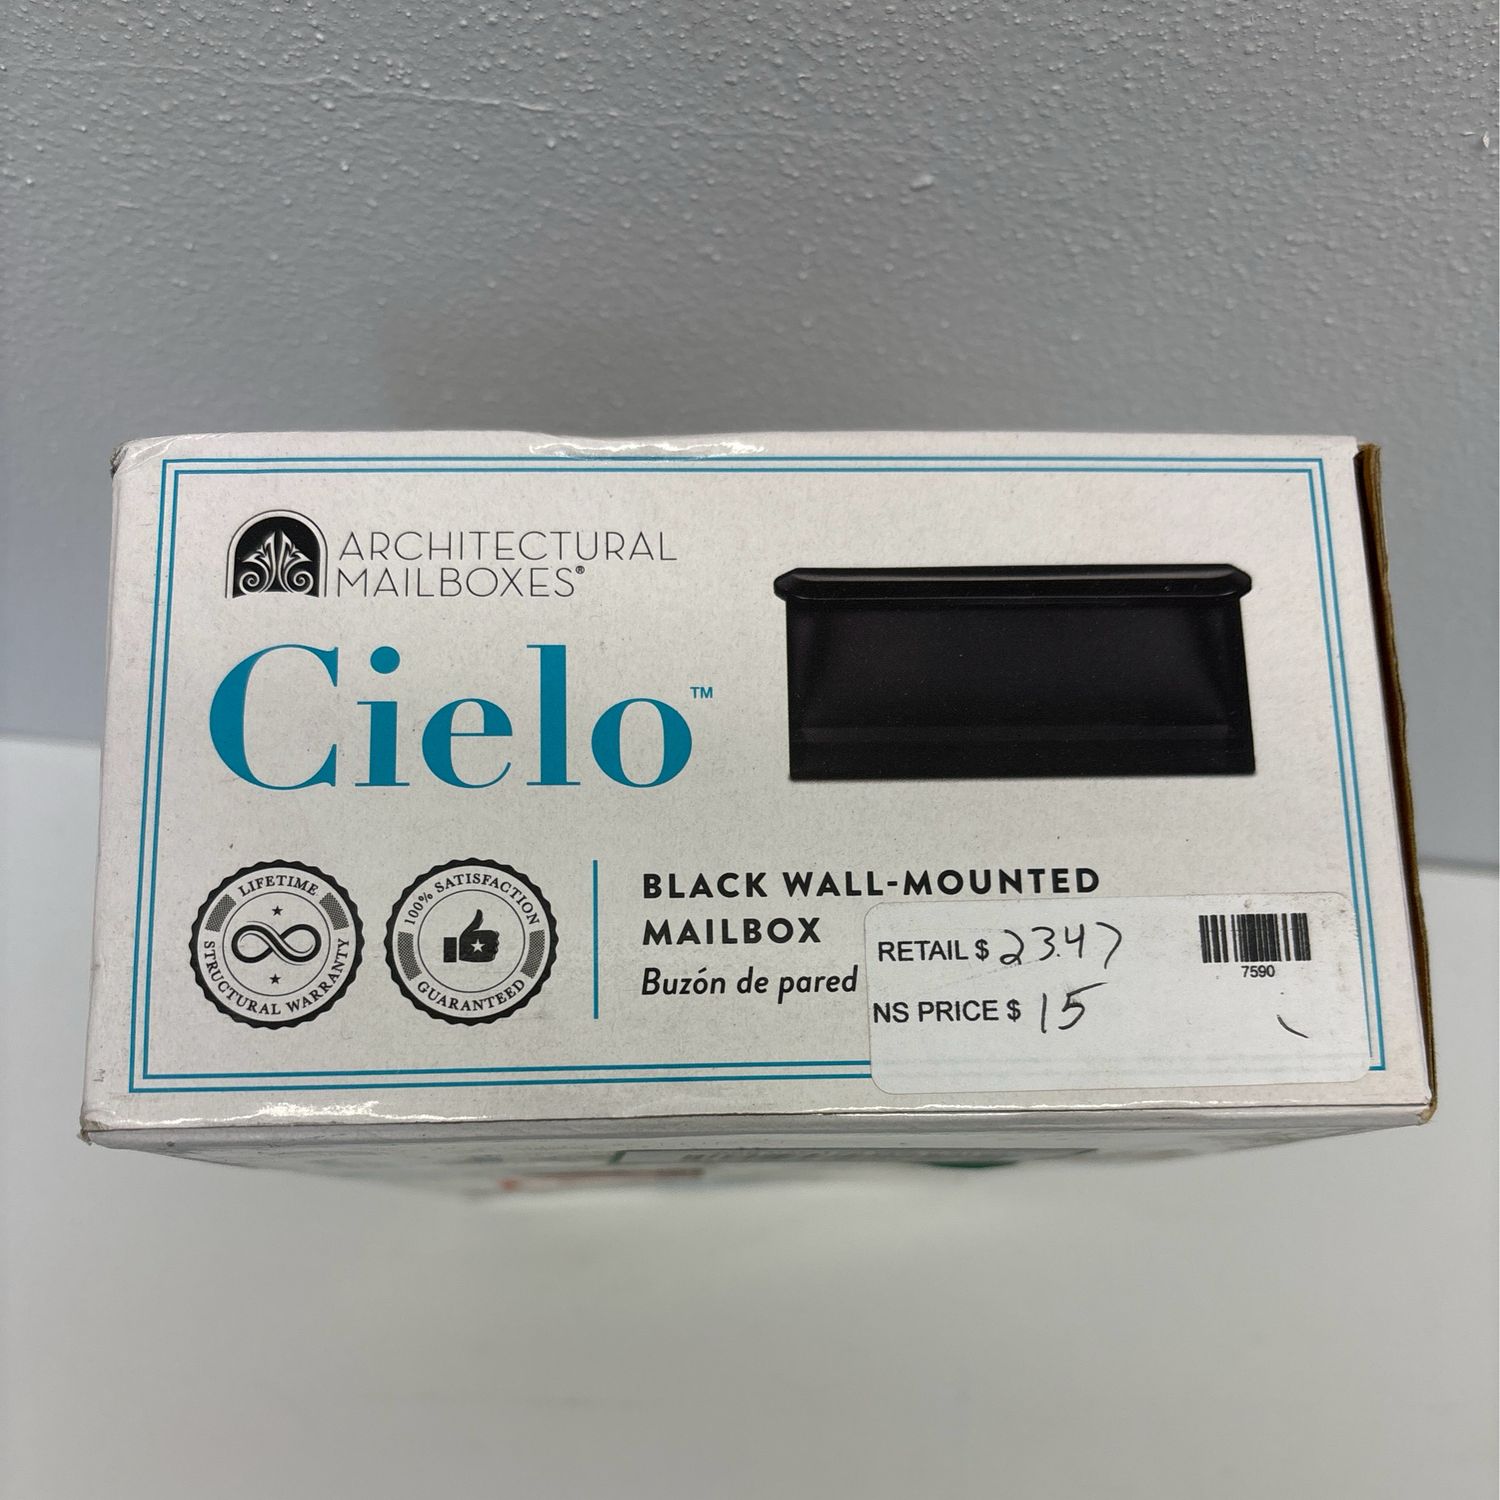 ARCHITECTURAL
MAILBOXES®
Cielo™
LIFETIME
STRUCTURAL WARRANTY
100% SATISFACTION
GUARANTEED
BLACK WALL-MOUNTED
MAILBOX
Buzón de pared
RETAIL $ 23.47
7590
NS PRICE $ 15